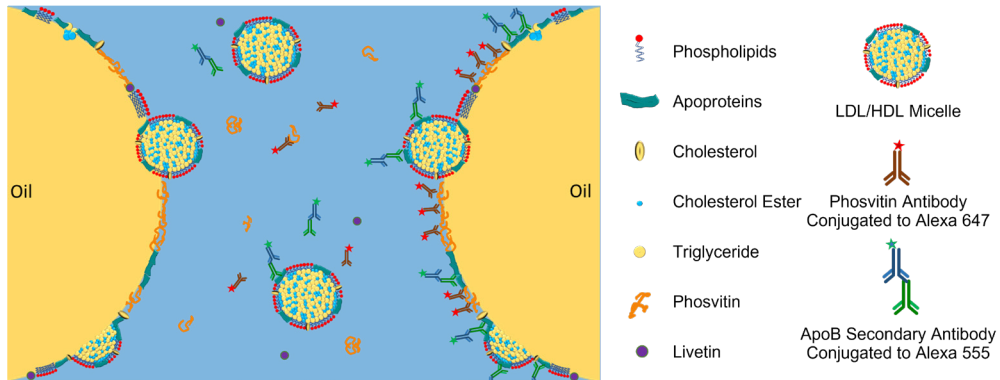 Oil
Oil
Phospholipids
Apoproteins
Cholesterol
Cholesterol Ester
Triglyceride
Phosvitin
Livetin
LDL/HDL Micelle
Phosvitin Antibody
Conjugated to Alexa 647
ApoB Secondary Antibody
Conjugated to Alexa 555